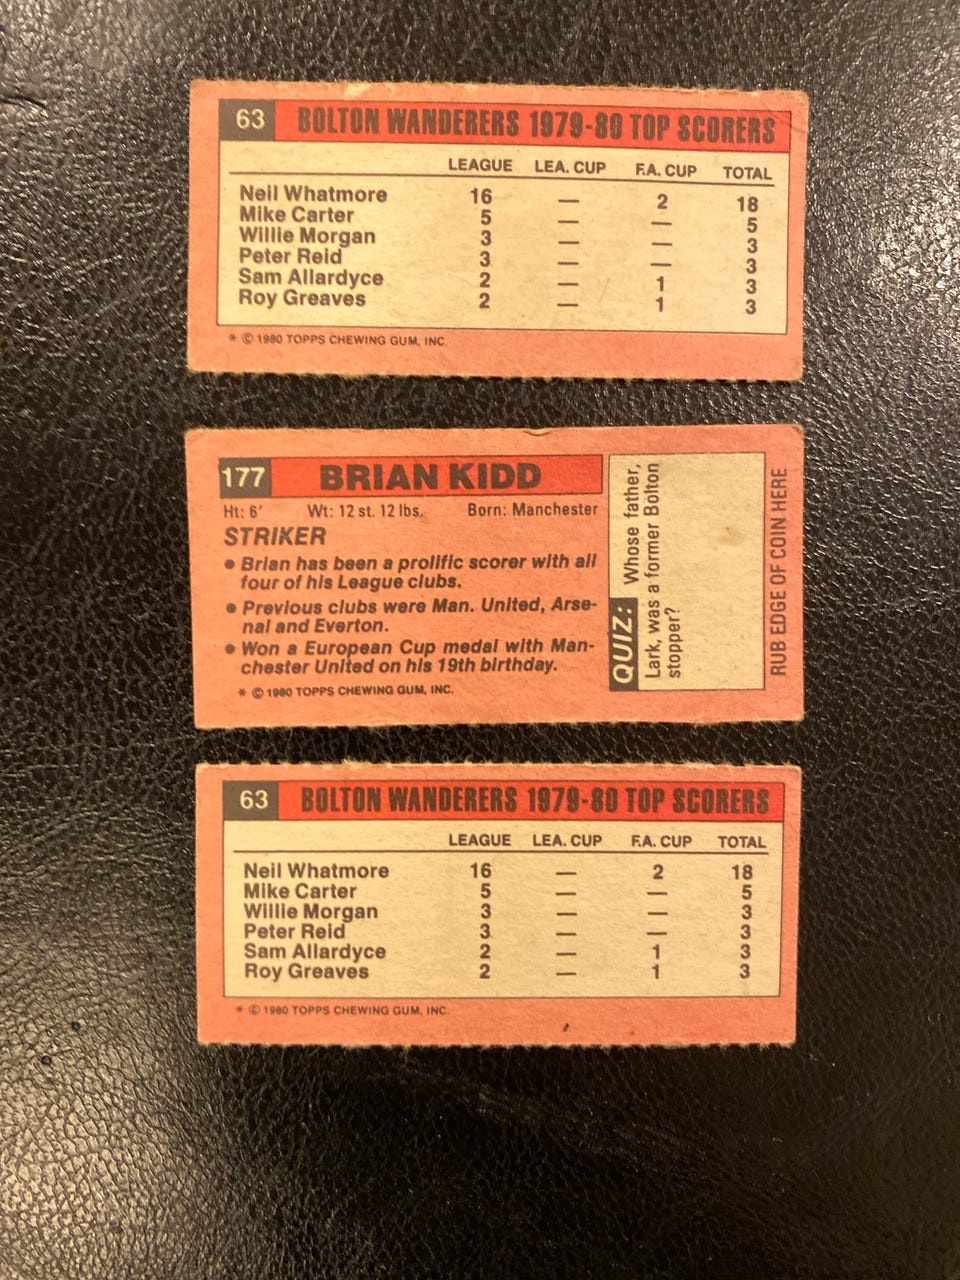 63 BOLTON WANDERERS 1979-80 TOP SCORERS
LEAGUE LEA. CUP F.A. CUP TOTAL
Neil Whatmore 16 — 2 18
Mike Carter 5 — — 5
Willie Morgan 3 — — 3
Peter Reid 3 — — 3
Sam Allardyce 2 — 1 3
Roy Greaves 2 — 1 3
* © 1980 TOPPS CHEWING GUM, INC.
177 BRIAN KIDD
Ht: 6' Wt: 12 st. 12 lbs. Born: Manchester
STRIKER
• Brian has been a prolific scorer with all
four of his League clubs.
• Previous clubs were Man. United, Arse-
nal and Everton.
• Won a European Cup medal with Man-
chester United on his 19th birthday.
* © 1980 TOPPS CHEWING GUM, INC.
QUIZ: Whose father,
Lark, was a former Bolton
stopper?
RUB EDGE OF COIN HERE
63 BOLTON WANDERERS 1979-80 TOP SCORERS
LEAGUE LEA. CUP F.A. CUP TOTAL
Neil Whatmore 16 — 2 18
Mike Carter 5 — — 5
Willie Morgan 3 — — 3
Peter Reid 3 — — 3
Sam Allardyce 2 — 1 3
Roy Greaves 2 — 1 3
* © 1980 TOPPS CHEWING GUM, INC.